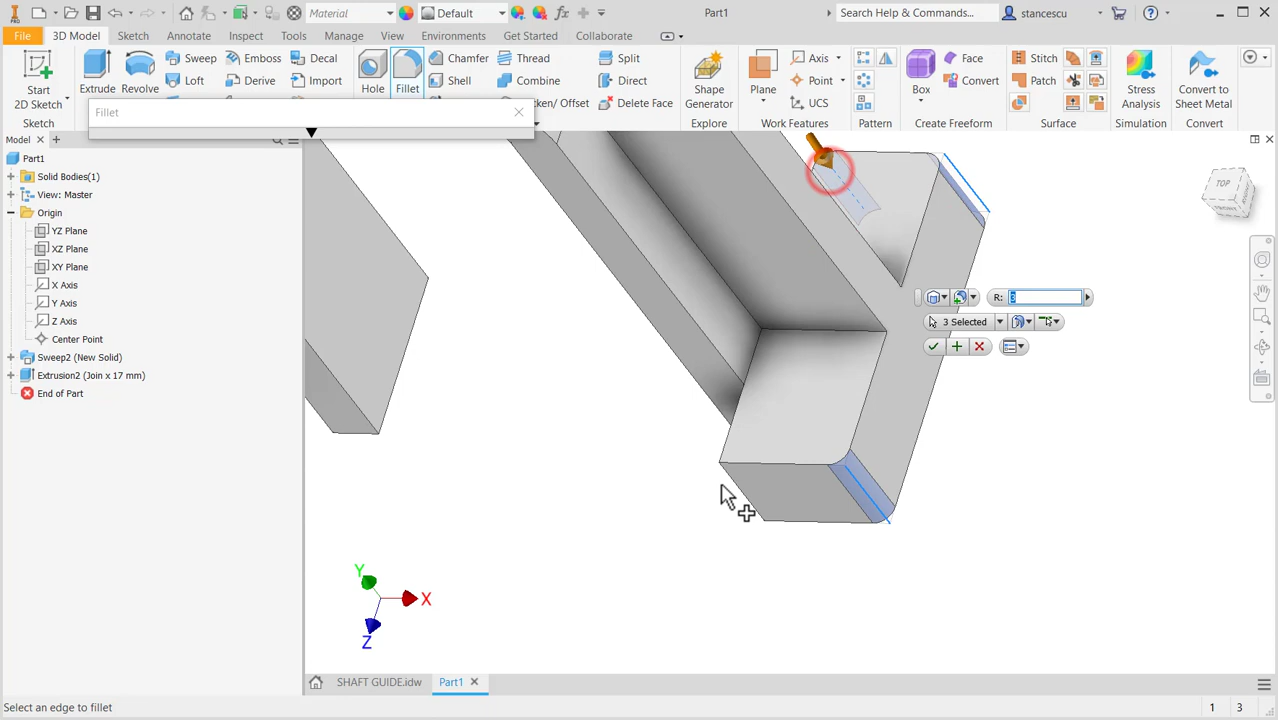 PRO
Material
Default
Part1
Search Help & Commands...
stancescu
File
3D Model
Sketch
Annotate
Inspect
Tools
Manage
View
Environments
Get Started
Collaborate
Start
2D Sketch
Extrude
Revolve
Sweep
Loft
Emboss
Derive
Decal
Import
Hole
Fillet
Chamfer
Shell
Thread
Combine
Split
Direct
Delete Face
ken/ Offset
Shape
Generator
Plane
Axis
Point
UCS
Box
Face
Convert
Stitch
Patch
Stress
Analysis
Convert to
Sheet Metal
Sketch
Explore
Work Features
Pattern
Create Freeform
Surface
Simulation
Convert
Fillet
Model
Part1
Solid Bodies(1)
View: Master
Origin
YZ Plane
XZ Plane
XY Plane
X Axis
Y Axis
Z Axis
Center Point
Sweep2 (New Solid)
Extrusion2 (Join x 17 mm)
End of Part
TOP
R: 3
3 Selected
Y
X
Z
SHAFT GUIDE.idw
Part1
Select an edge to fillet
1 3